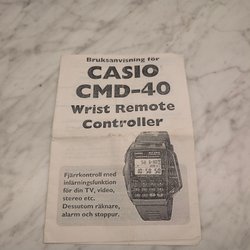 Bruksanvisning för
CASIO
CMD-40
Wrist Remote
Controller
Fjärrkontroll med
inlärningsfunktion
för din TV, video,
stereo etc.
Dessutom räknare,
alarm och stoppur.